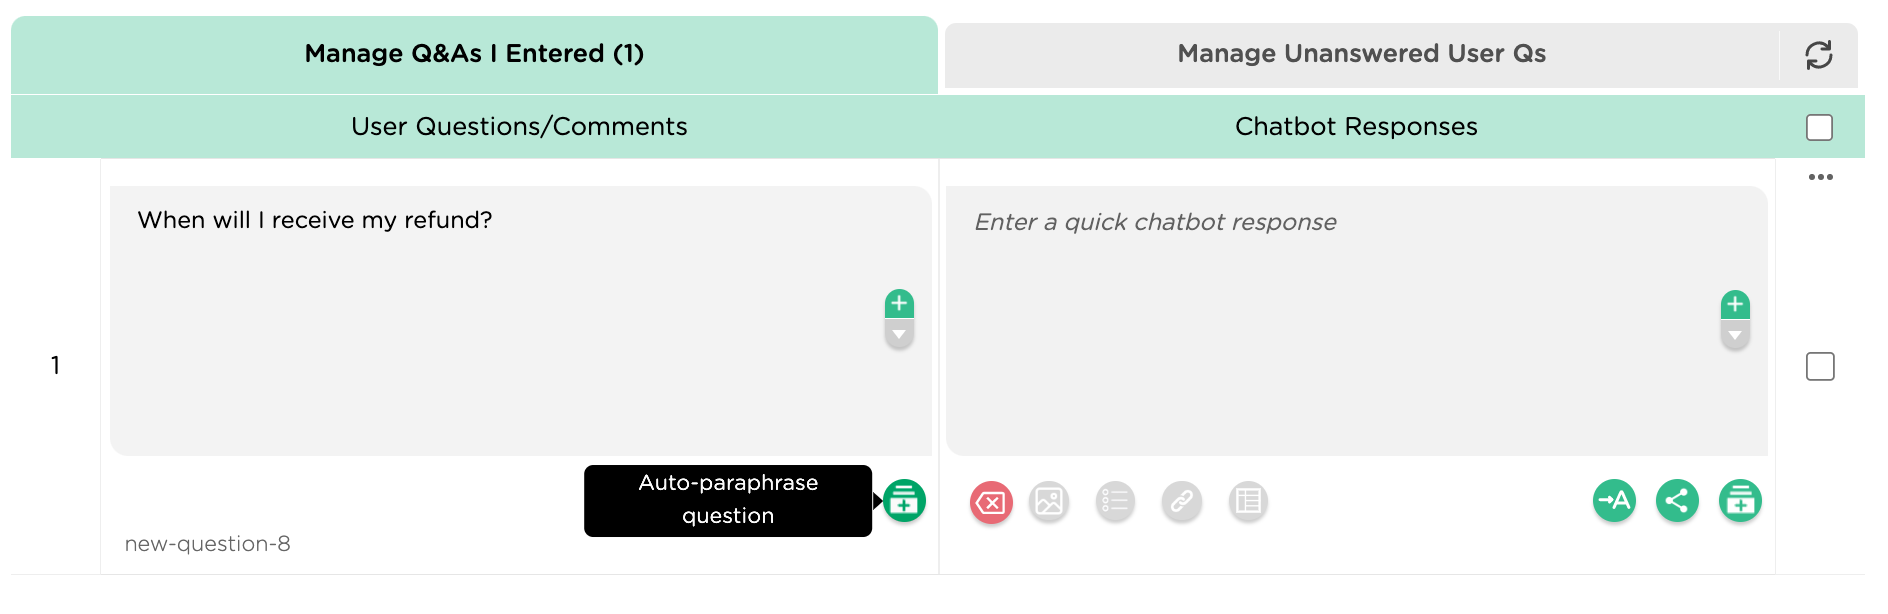 Manage Q&As I Entered (1)
Manage Unanswered User Qs
User Questions/Comments
Chatbot Responses
1
When will I receive my refund?
Enter a quick chatbot response
Auto-paraphrase
question
→A
new-question-8